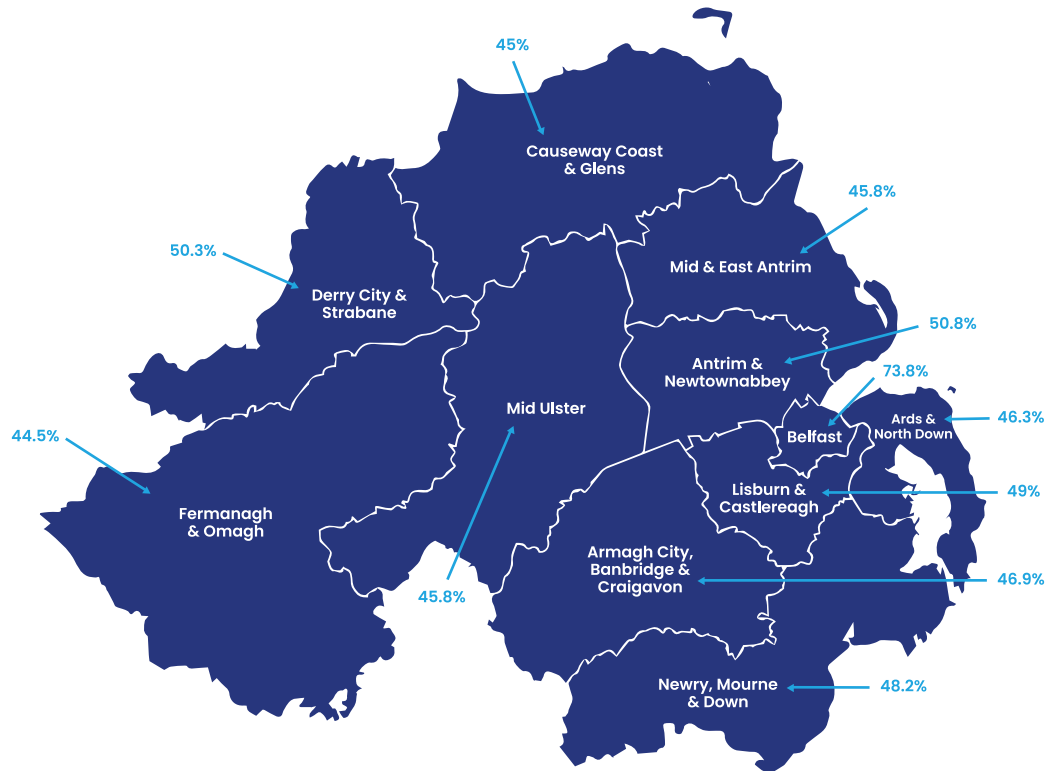 45%
Causeway Coast
& Glens
45.8%
Mid & East Antrim
50.3%
Derry City &
Strabane
50.8%
Antrim &
Newtownabbey
73.8%
Belfast
Ards &
North Down
46.3%
Mid Ulster
44.5%
Fermanagh
& Omagh
Lisburn &
Castlereagh
49%
Armagh City,
Banbridge &
Craigavon
46.9%
45.8%
Newry, Mourne
& Down
48.2%